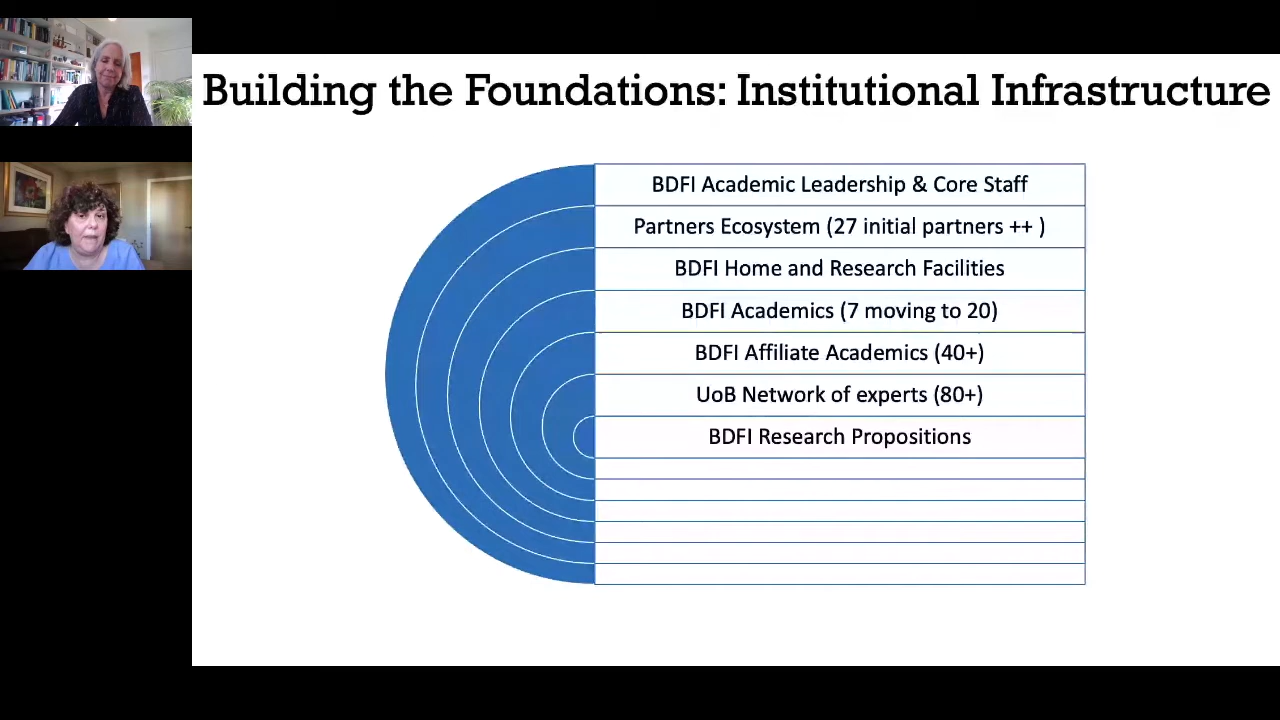 Building the Foundations: Institutional Infrastructure
BDFI Academic Leadership & Core Staff
Partners Ecosystem (27 initial partners ++ )
BDFI Home and Research Facilities
BDFI Academics (7 moving to 20)
BDFI Affiliate Academics (40+)
UoB Network of experts (80+)
BDFI Research Propositions